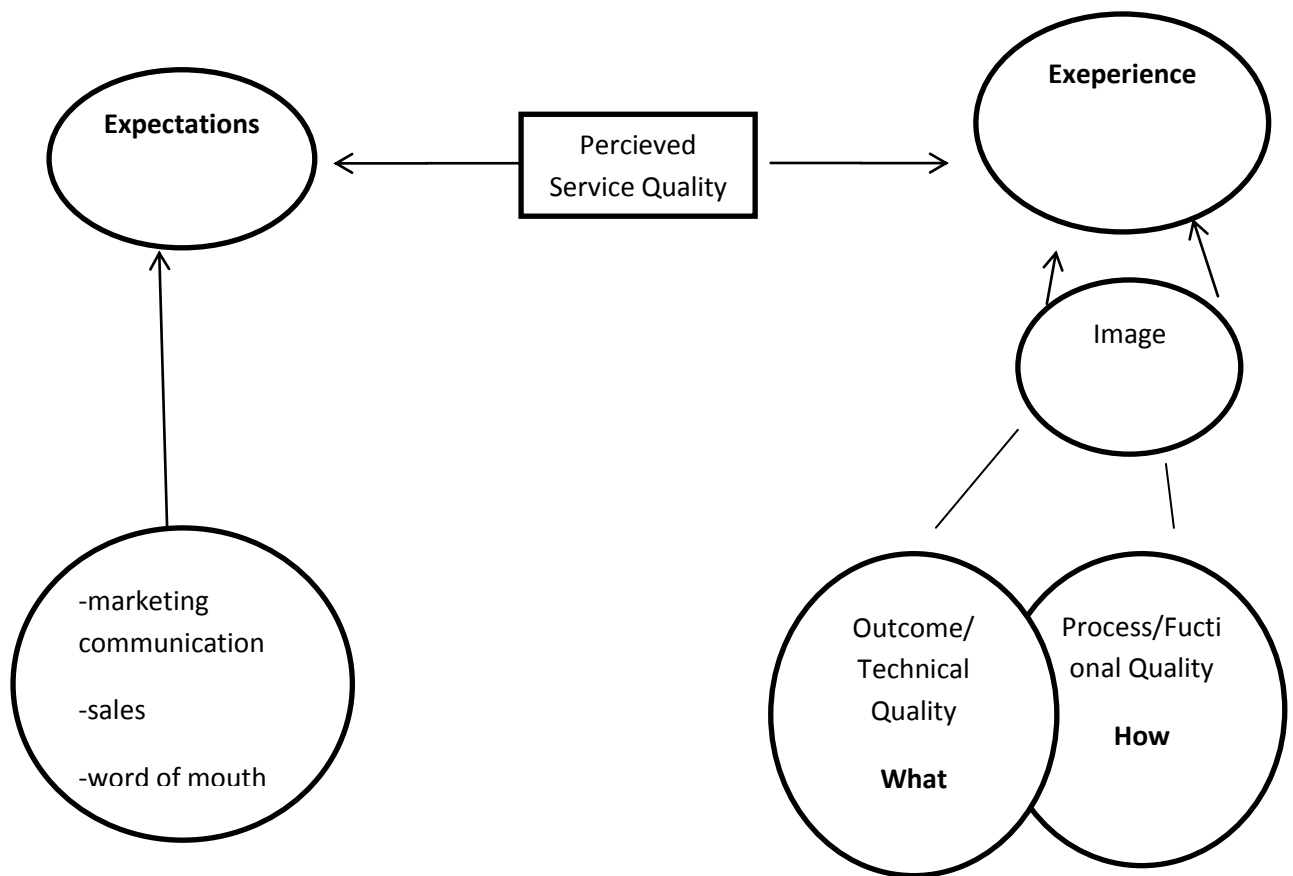 Expectations
Percieved
Service Quality
Exeperience
Image
-marketing
communication
-sales
-word of mouth
Outcome/
Technical
Quality
What
Process/Fucti
onal Quality
How